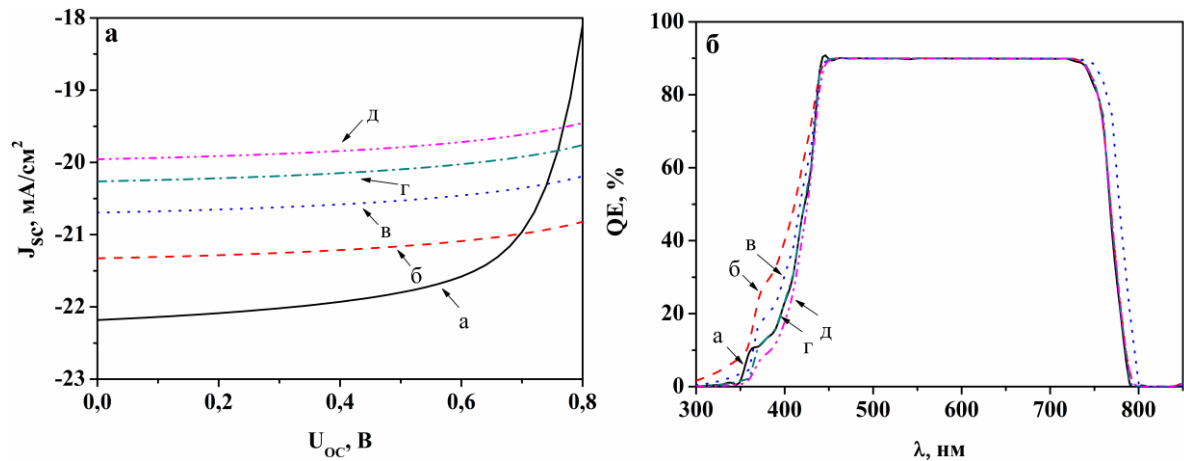 а
-18
-19
-20
-21
-22
-23
J_SC, мА/см²
д
г
в
б
а
0,0 0,2 0,4 0,6 0,8
U_OC, В
б
100
80
60
40
20
0
QE, %
в
б
а
д
г
300 400 500 600 700 800
λ, нм